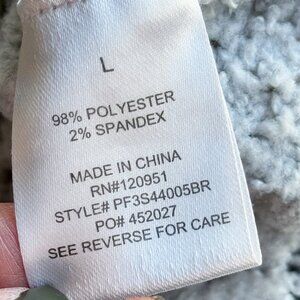 L
98% POLYESTER
2% SPANDEX
MADE IN CHINA
RN#120951
STYLE# PF3S44005BR
PO# 452027
SEE REVERSE FOR CARE